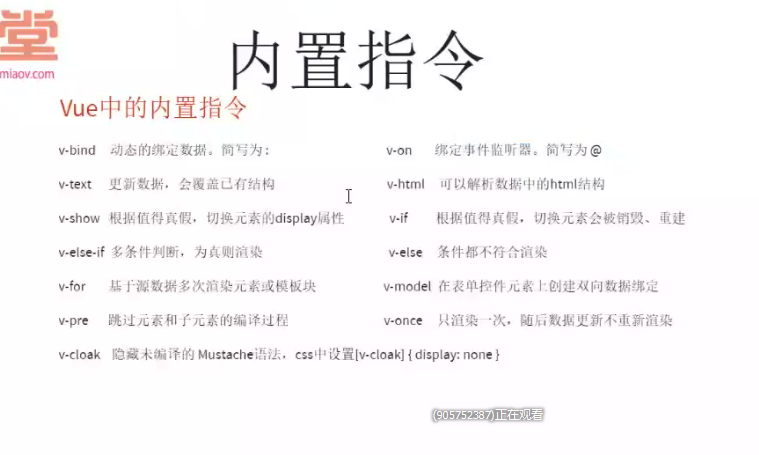 堂
miaov.com
内置指令
Vue中的内置指令
v-bind 动态的绑定数据。简写为 : v-on 绑定事件监听器。简写为 @
v-text 更新数据，会覆盖已有结构 v-html 可以解析数据中的html结构
v-show 根据值得真假，切换元素的display属性 v-if 根据值得真假，切换元素会被销毁、重建
v-else-if 多条件判断，为真则渲染 v-else 条件都不符合渲染
v-for 基于源数据多次渲染元素或模板块 v-model 在表单控件元素上创建双向数据绑定
v-pre 跳过元素和子元素的编译过程 v-once 只渲染一次，随后数据更新不重新渲染
v-cloak 隐藏未编译的 Mustache语法，css中设置[v-cloak] { display: none }
(905752387)正在观看